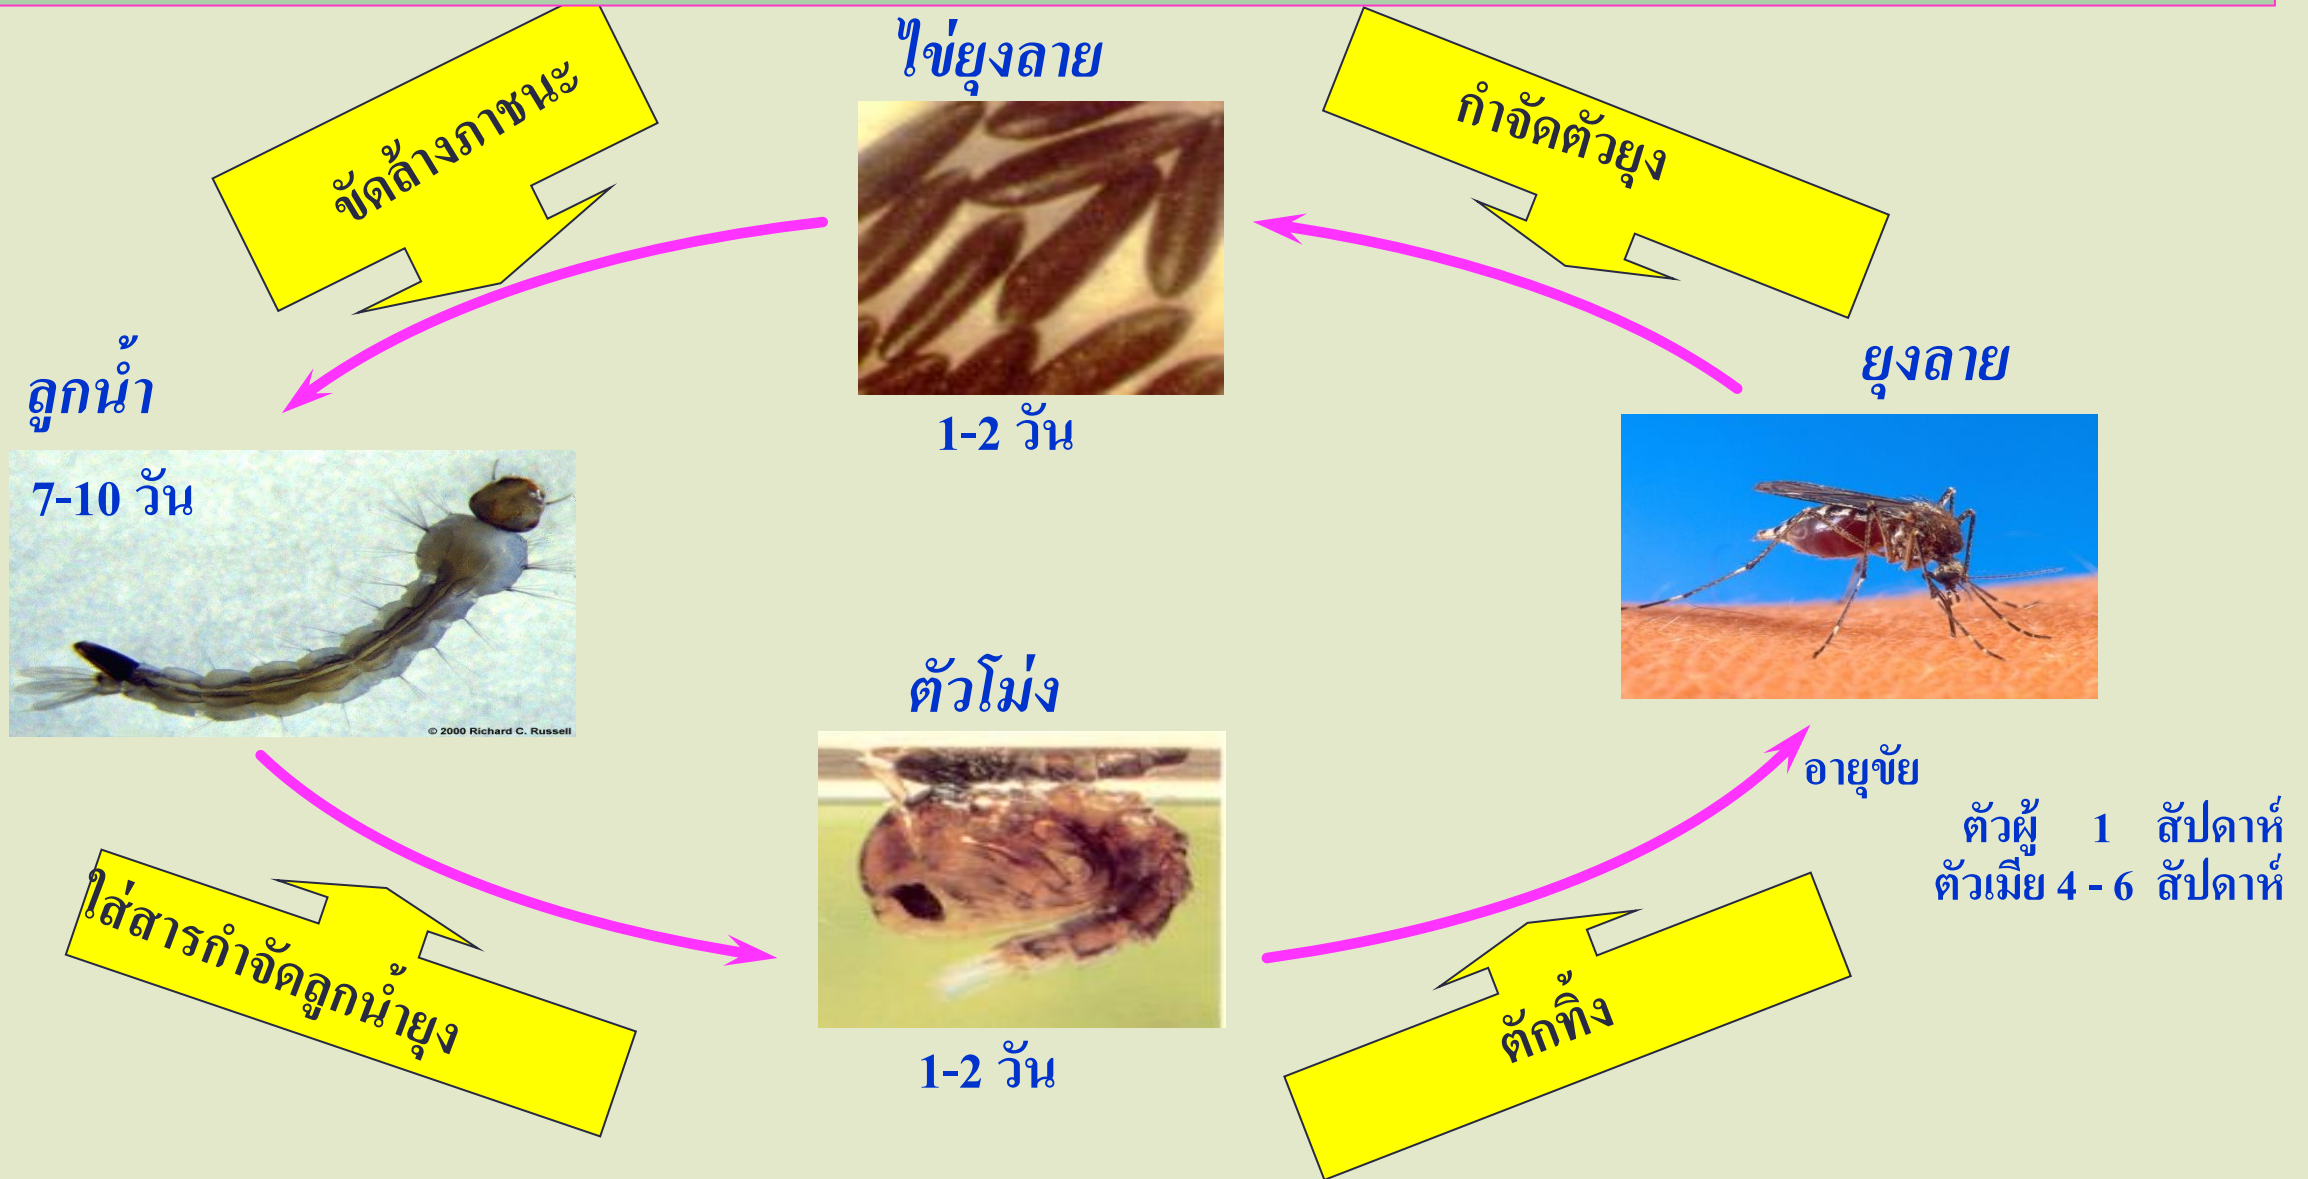 ไข่ยุงลาย
ขัดล้างภาชนะ
กำจัดตัวยุง
1-2 วัน
ลูกน้ำ
7-10 วัน
© 2000 Richard C. Russell
ยุงลาย
ตัวโม่ง
1-2 วัน
อายุขัย
ตัวผู้ 1 สัปดาห์
ตัวเมีย 4 - 6 สัปดาห์
ใส่สารกำจัดลูกน้ำยุง
ตักทิ้ง